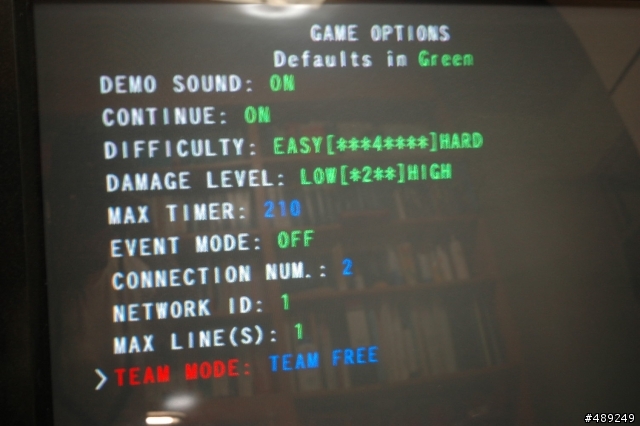 GAME OPTIONS
Defaults in Green
DEMO SOUND: ON
CONTINUE: ON
DIFFICULTY: EASY[***4****]HARD
DAMAGE LEVEL: LOW[*2**]HIGH
MAX TIMER: 210
EVENT MODE: OFF
CONNECTION NUM.: 2
NETWORK ID: 1
MAX LINE(S): 1
>TEAM MODE: TEAM FREE
#489249